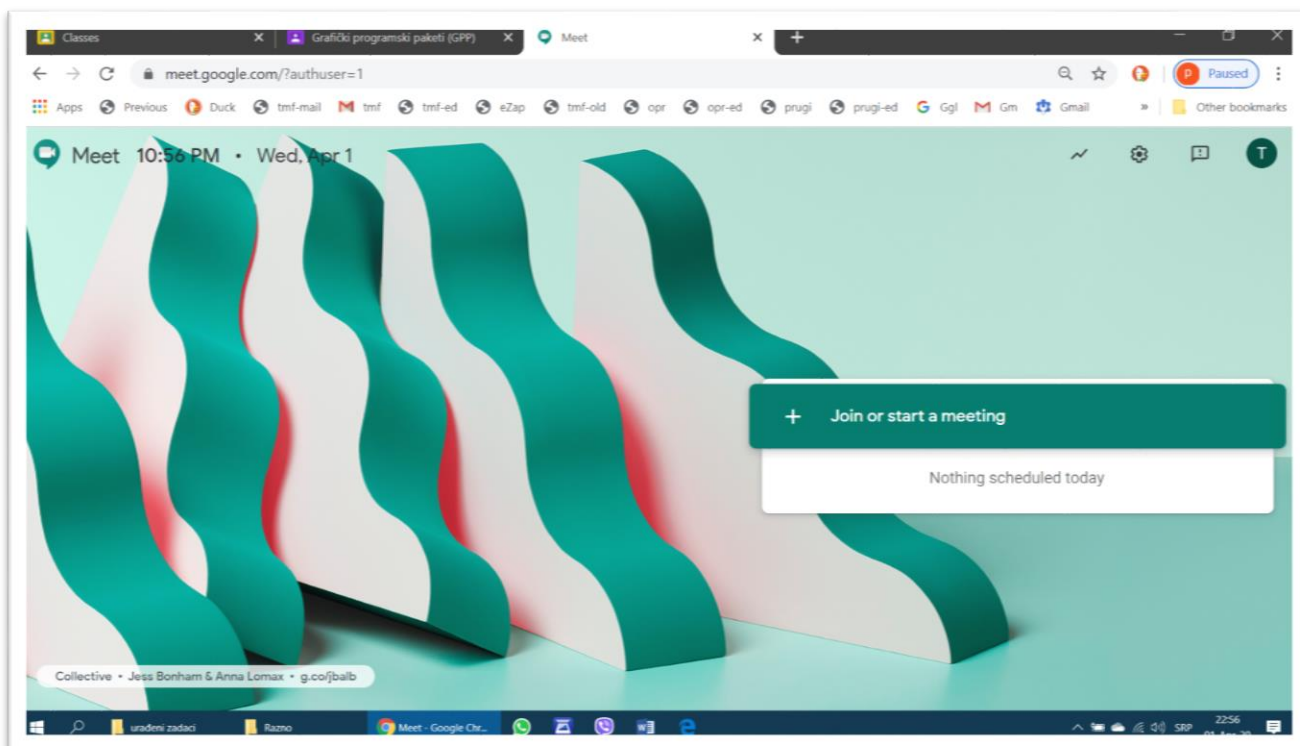 Classes Grafički programski paketi (GPP) Meet
meet.google.com/?authuser=1 Paused
Apps Previous Duck tmf-mail tmf tmf-ed eZap tmf-old opr opr-ed prugi prugi-ed Ggl Gm Gmail » Other bookmarks
Meet 10:56 PM • Wed, Apr 1 T
+ Join or start a meeting
Nothing scheduled today
Collective • Jess Bonham & Anna Lomax • g.co/jbalb
urađeni zadaci Razno Meet - Google Chr... SRP 22:56
01-Apr-20